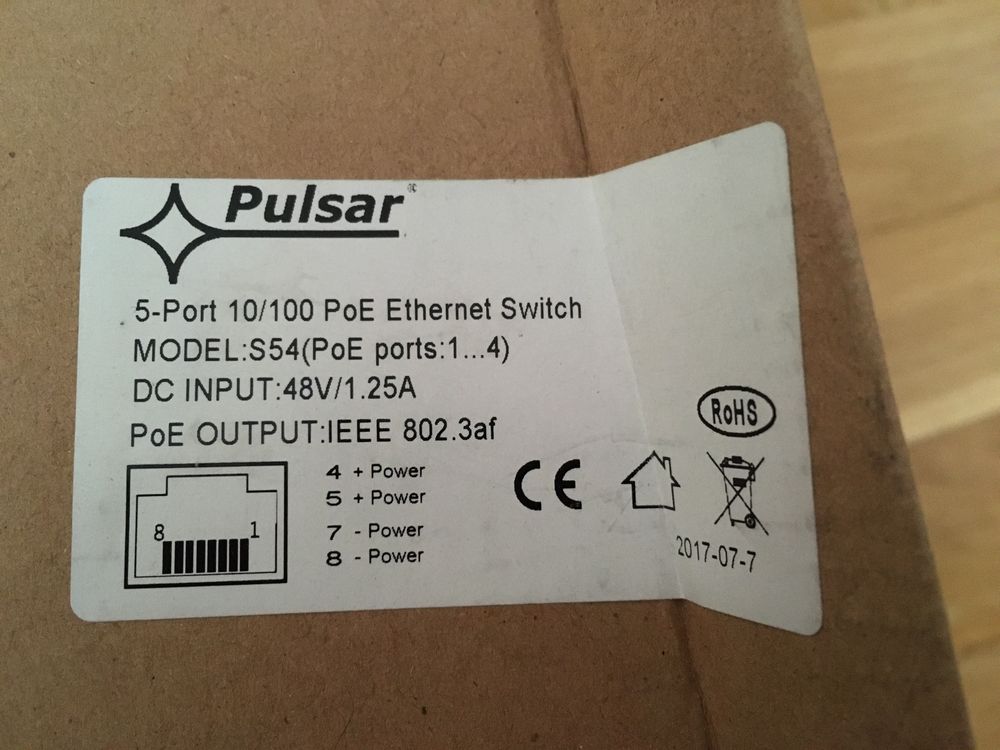 Pulsar®
5-Port 10/100 PoE Ethernet Switch
MODEL:S54(PoE ports:1...4)
DC INPUT:48V/1.25A
PoE OUTPUT:IEEE 802.3af
8 1
4 + Power
5 + Power
7 - Power
8 - Power
CE
RoHS
2017-07-7